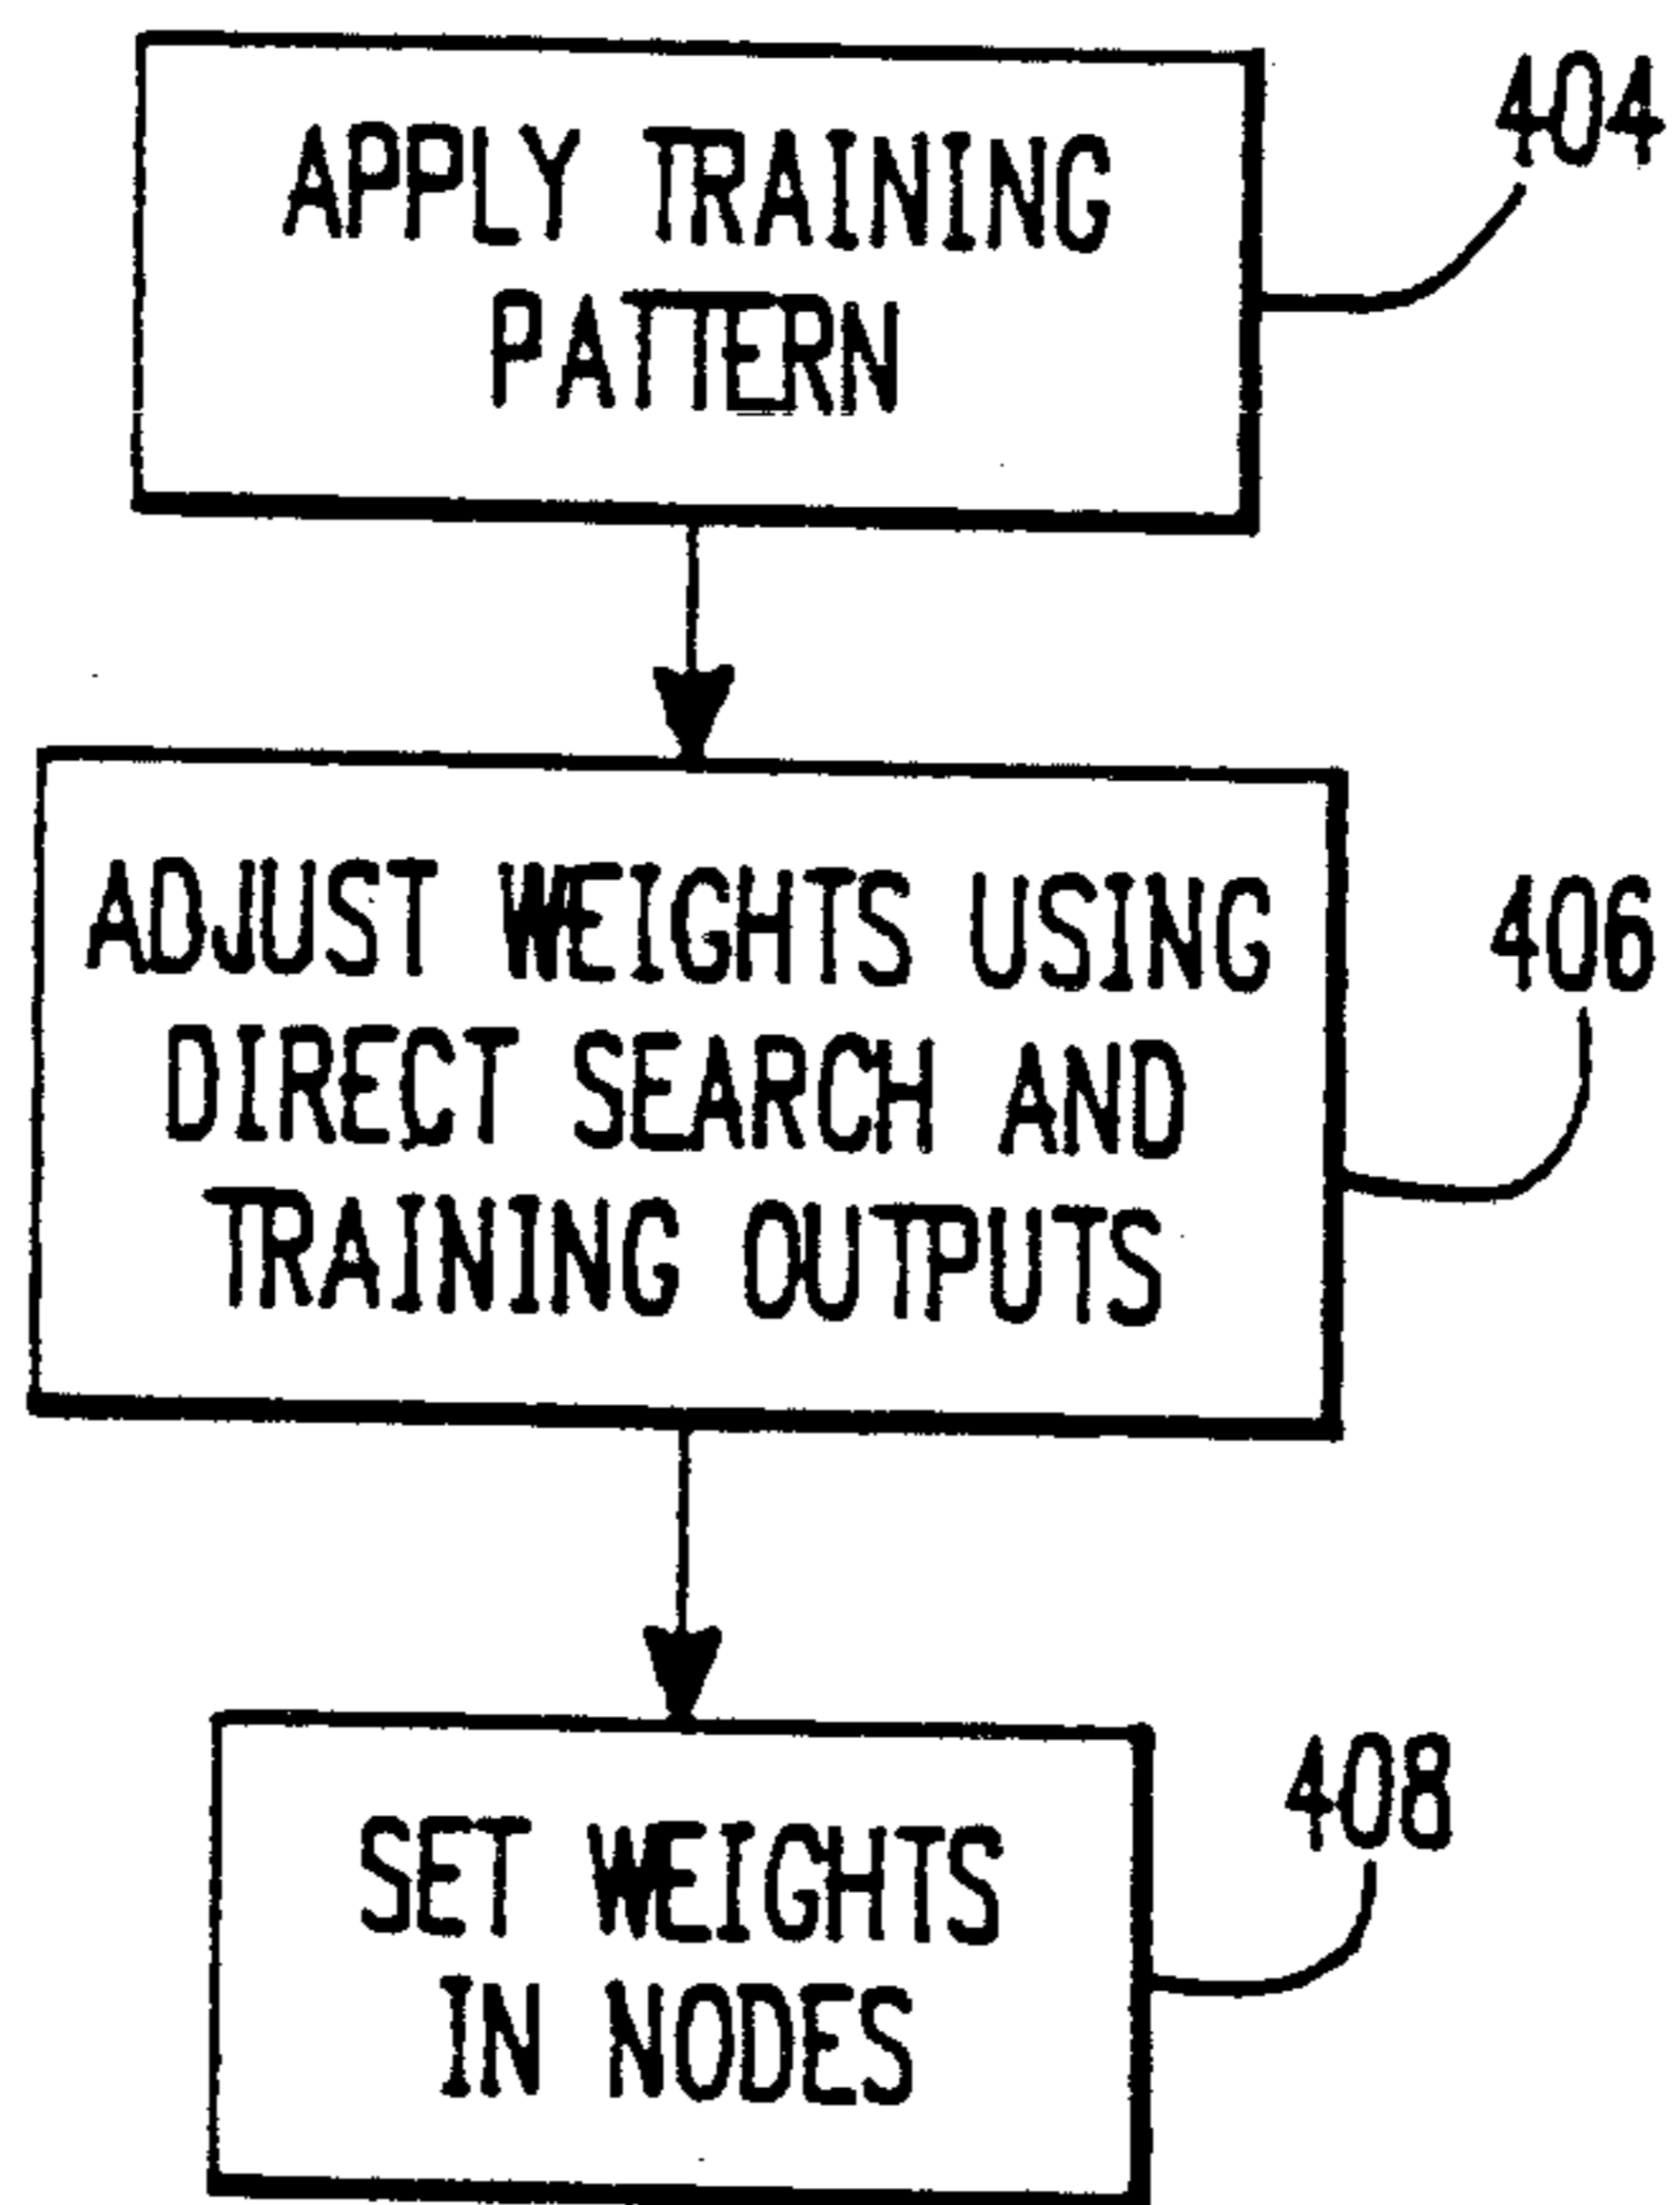 APPLY TRAINING
PATTERN
404
ADJUST WEIGHTS USING
DIRECT SEARCH AND
TRAINING OUTPUTS
406
SET WEIGHTS
IN NODES
408